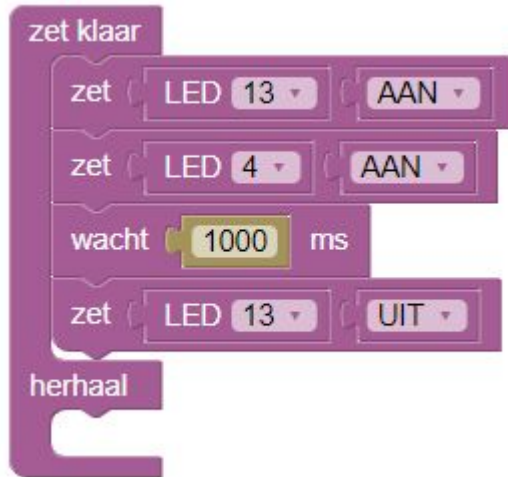 zet klaar
zet LED 13 AAN
zet LED 4 AAN
wacht 1000 ms
zet LED 13 UIT
herhaal